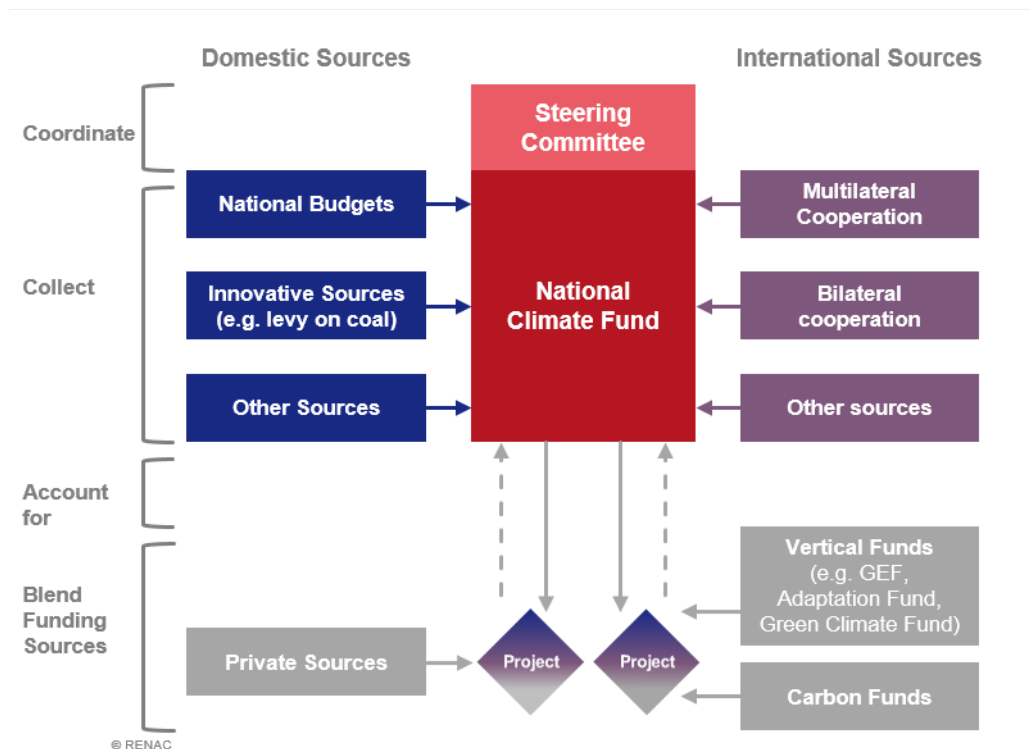 Domestic Sources
International Sources
Coordinate
Steering
Committee
National Budgets
Multilateral
Cooperation
Collect
Innovative Sources
(e.g. levy on coal)
National
Climate Fund
Bilateral
cooperation
Other Sources
Other sources
Account
for
Blend
Funding
Sources
Vertical Funds
(e.g. GEF,
Adaptation Fund,
Green Climate Fund)
Private Sources
Project
Project
Carbon Funds
© RENAC